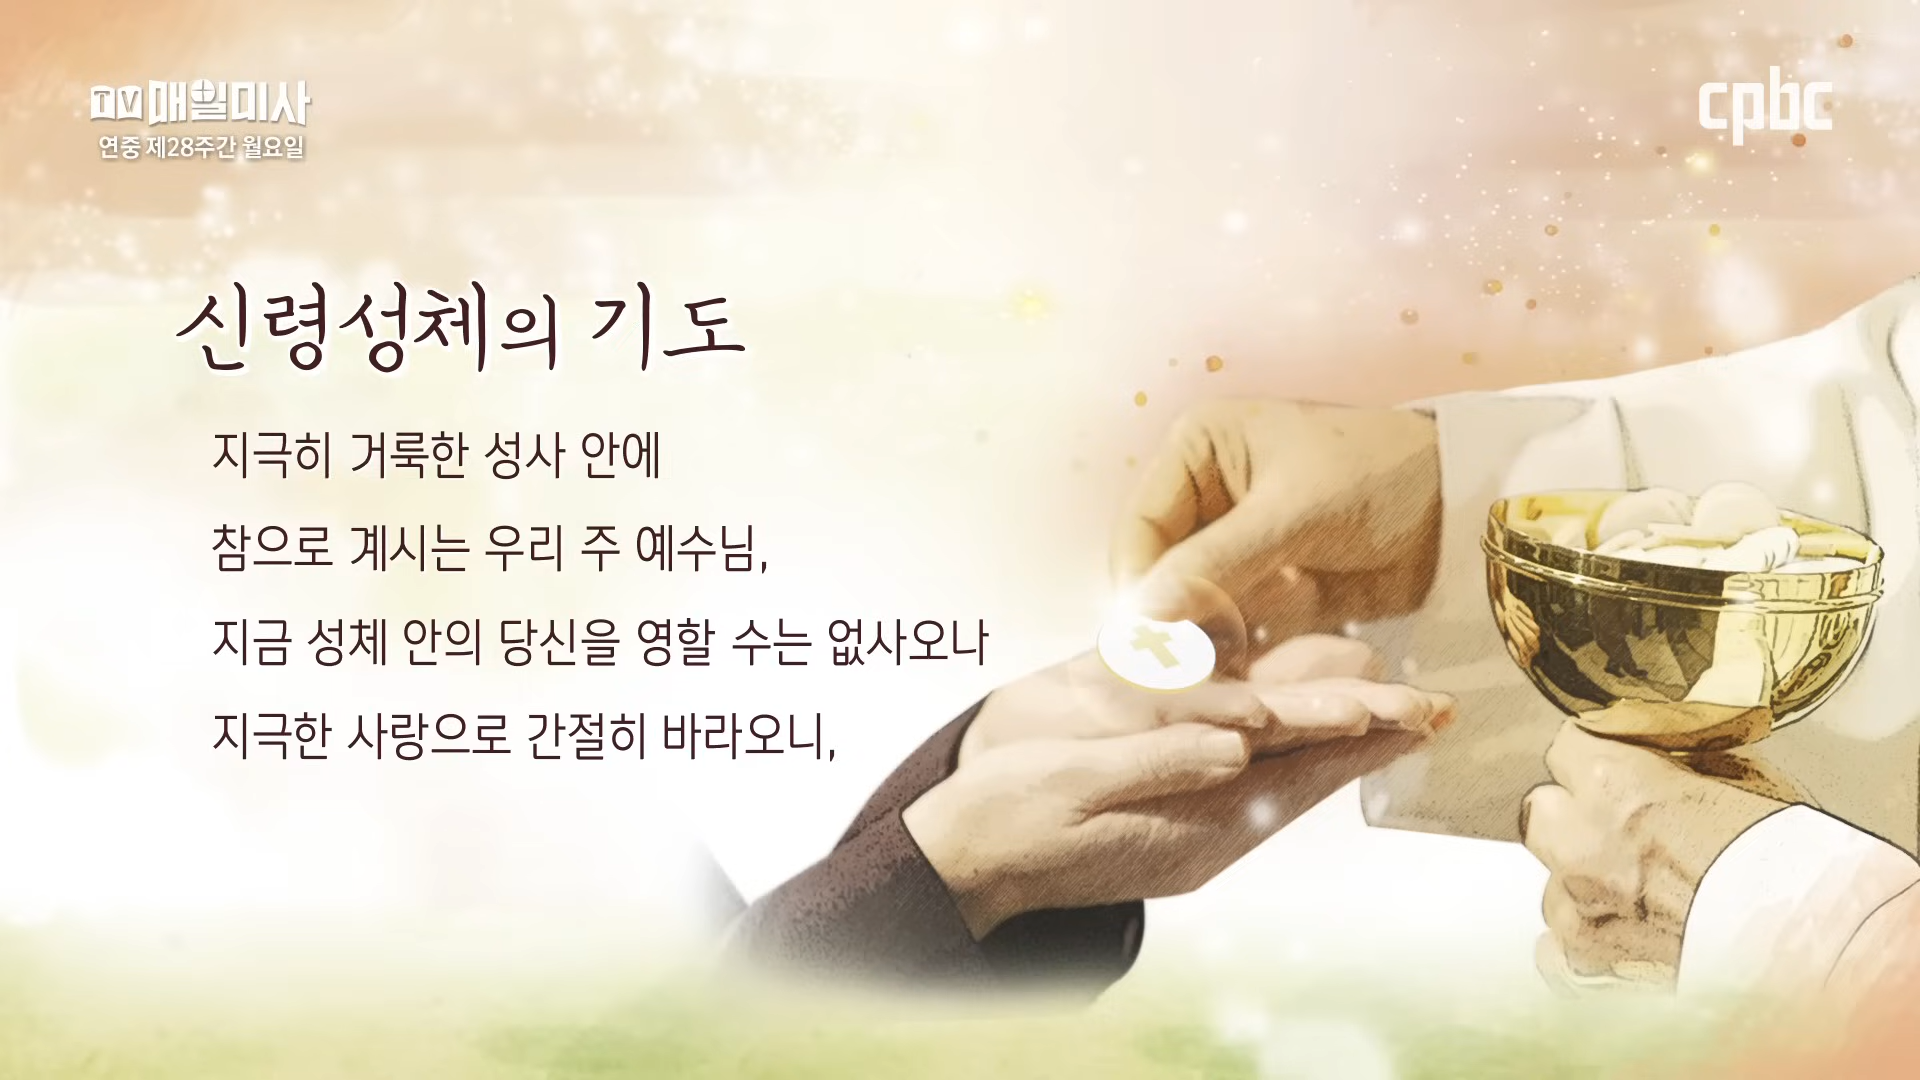 TV매일미사
연중 제28주간 월요일
cpbc
신령성체의 기도
지극히 거룩한 성사 안에
참으로 계시는 우리 주 예수님,
지금 성체 안의 당신을 영할 수는 없사오나
지극한 사랑으로 간절히 바라오니,